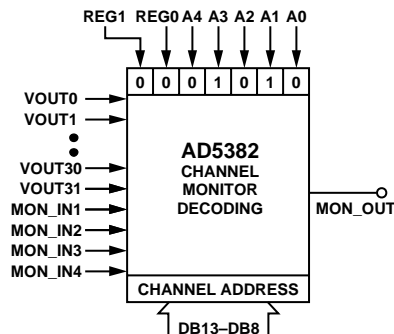 REG1 REG0 A4 A3 A2 A1 A0
0 0 0 1 0 1 0
VOUT0
VOUT1
VOUT30
VOUT31
MON_IN1
MON_IN2
MON_IN3
MON_IN4
AD5382
CHANNEL
MONITOR
DECODING
MON_OUT
CHANNEL ADDRESS
DB13–DB8